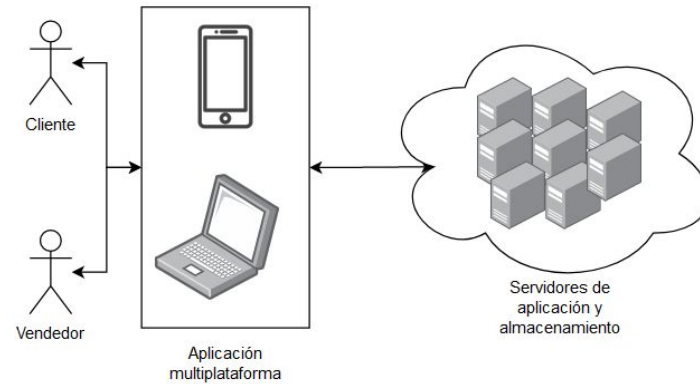 Cliente
Vendedor
Aplicación
multiplataforma
Servidores de
aplicación y
almacenamiento